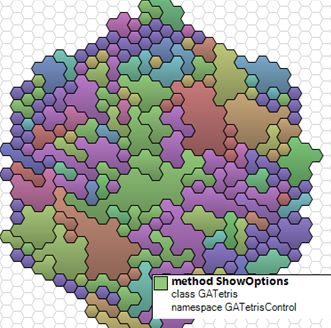 method ShowOptions
class GATetris
namespace GATetrisControl